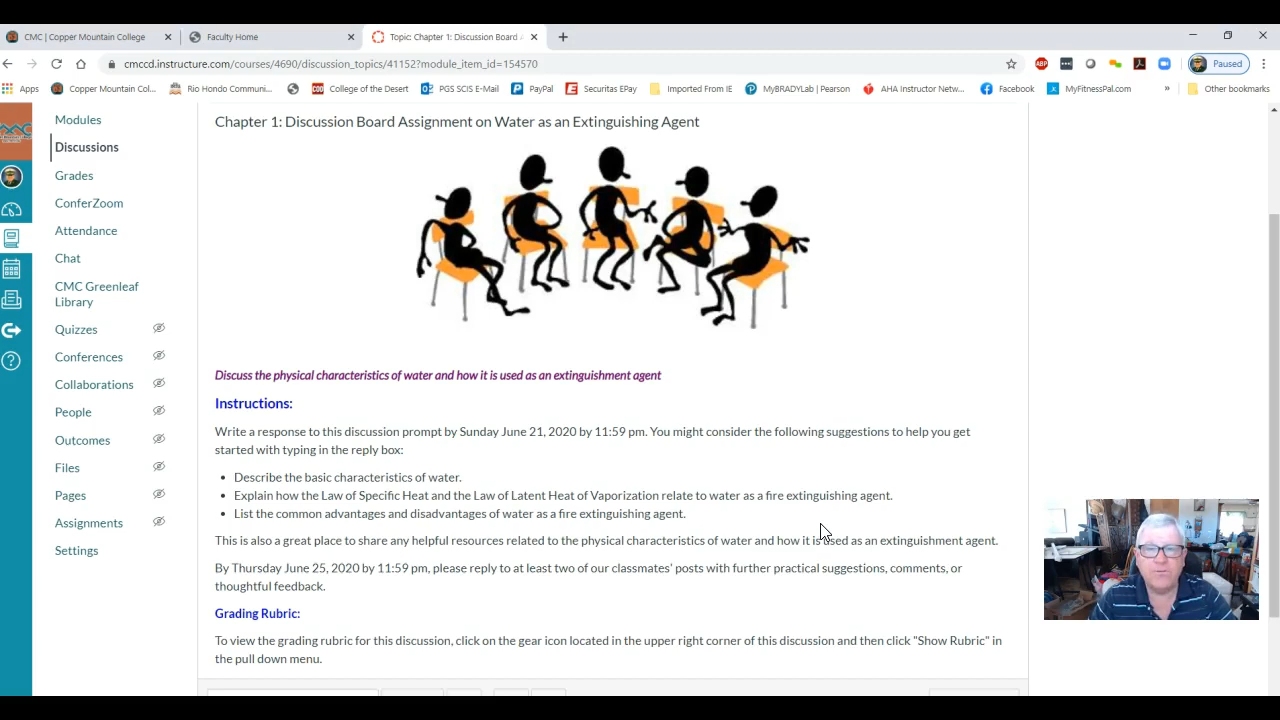 CMC | Copper Mountain College
Faculty Home
Topic: Chapter 1: Discussion Board
cmccd.instructure.com/courses/4690/discussion_topics/41152?module_item_id=154570
ABP
Paused
Apps
Copper Mountain Col...
Rio Hondo Communi...
COD
College of the Desert
PGS SCIS E-Mail
PayPal
Securitas EPay
Imported From IE
MyBRADYLab | Pearson
AHA Instructor Netw...
Facebook
MyFitnessPal.com
»
Other bookmarks
Modules
Discussions
Grades
ConferZoom
Attendance
Chat
CMC Greenleaf
Library
Quizzes
Conferences
Collaborations
People
Outcomes
Files
Pages
Assignments
Settings
Chapter 1: Discussion Board Assignment on Water as an Extinguishing Agent
Discuss the physical characteristics of water and how it is used as an extinguishment agent
Instructions:
Write a response to this discussion prompt by Sunday June 21, 2020 by 11:59 pm. You might consider the following suggestions to help you get
started with typing in the reply box:
• Describe the basic characteristics of water.
• Explain how the Law of Specific Heat and the Law of Latent Heat of Vaporization relate to water as a fire extinguishing agent.
• List the common advantages and disadvantages of water as a fire extinguishing agent.
This is also a great place to share any helpful resources related to the physical characteristics of water and how it is used as an extinguishment agent.
By Thursday June 25, 2020 by 11:59 pm, please reply to at least two of our classmates' posts with further practical suggestions, comments, or
thoughtful feedback.
Grading Rubric:
To view the grading rubric for this discussion, click on the gear icon located in the upper right corner of this discussion and then click "Show Rubric" in
the pull down menu.